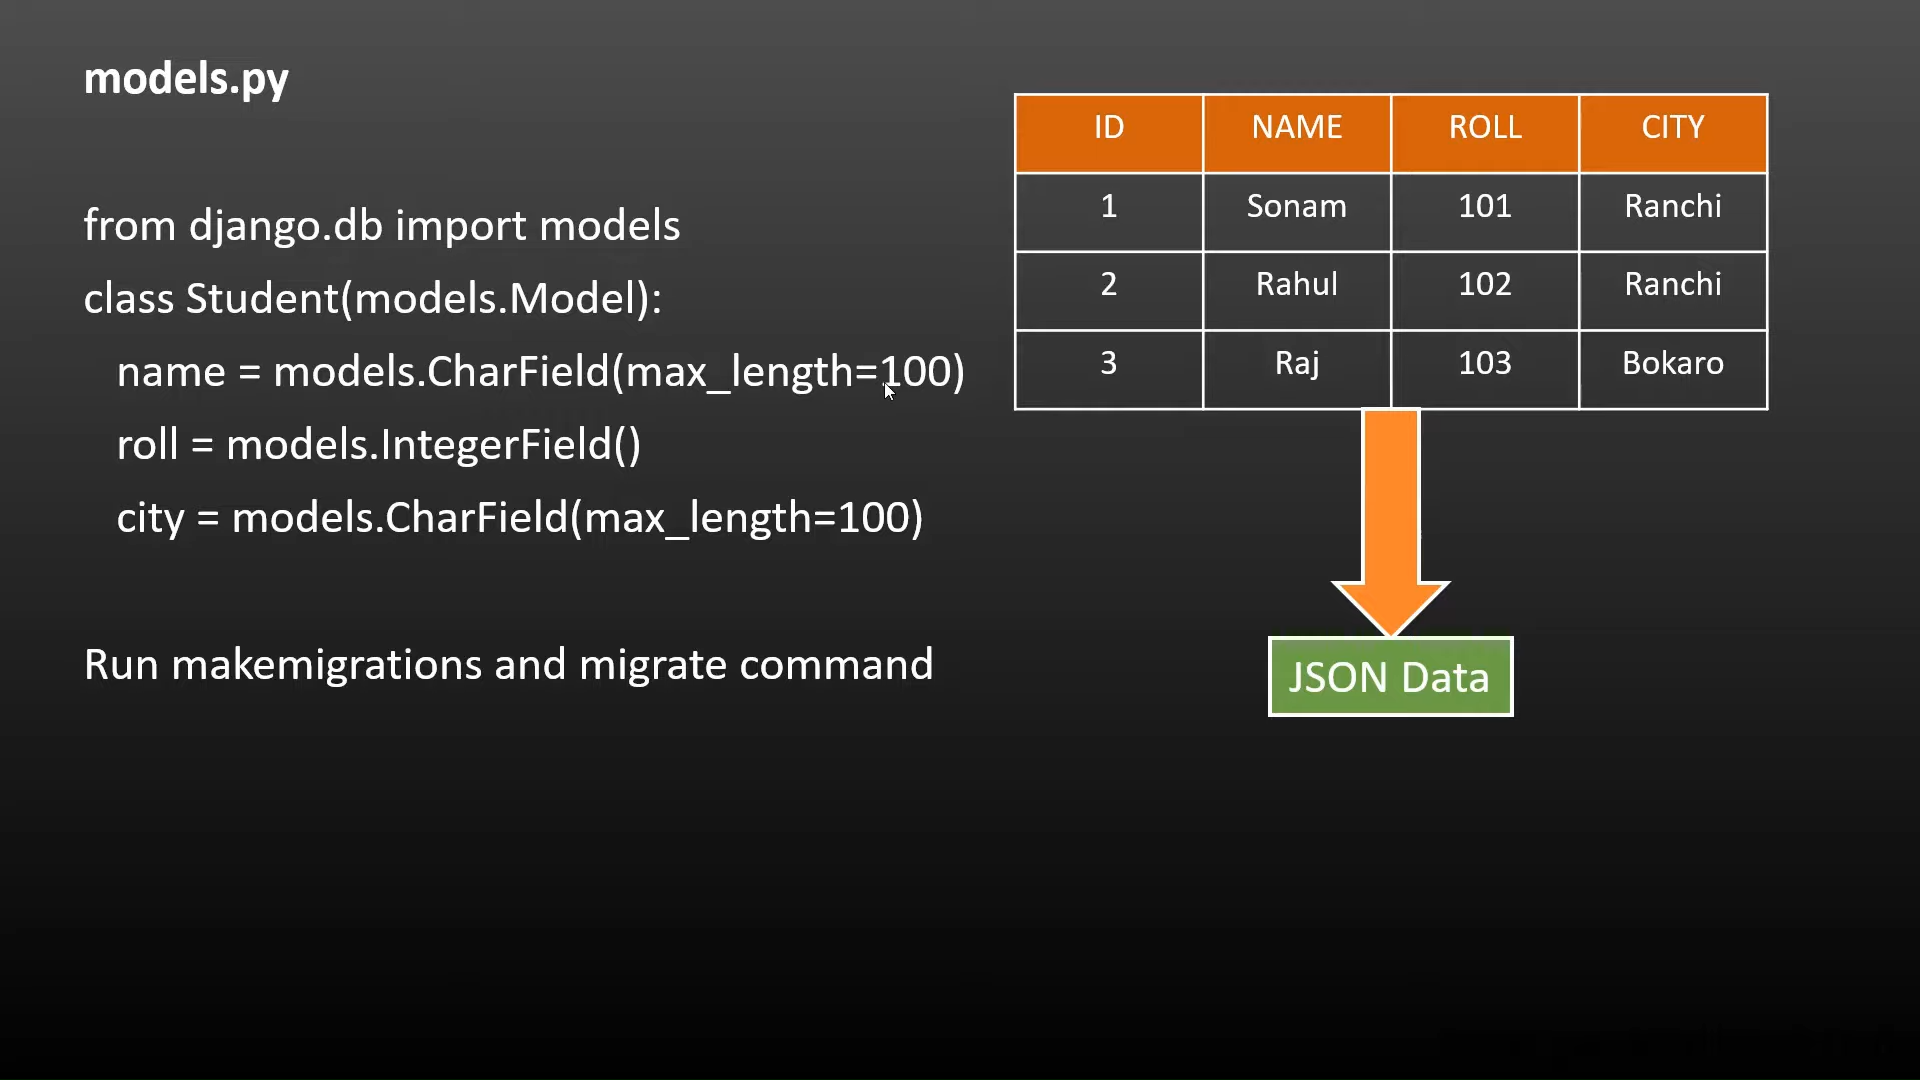 models.py
from django.db import models
class Student(models.Model):
name = models.CharField(max_length=100)
roll = models.IntegerField()
city = models.CharField(max_length=100)
Run makemigrations and migrate command
ID NAME ROLL CITY
1 Sonam 101 Ranchi
2 Rahul 102 Ranchi
3 Raj 103 Bokaro
JSON Data